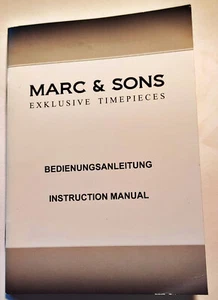 MARC & SONS
EXKLUSIVE TIMEPIECES
BEDIENUNGSANLEITUNG
INSTRUCTION MANUAL